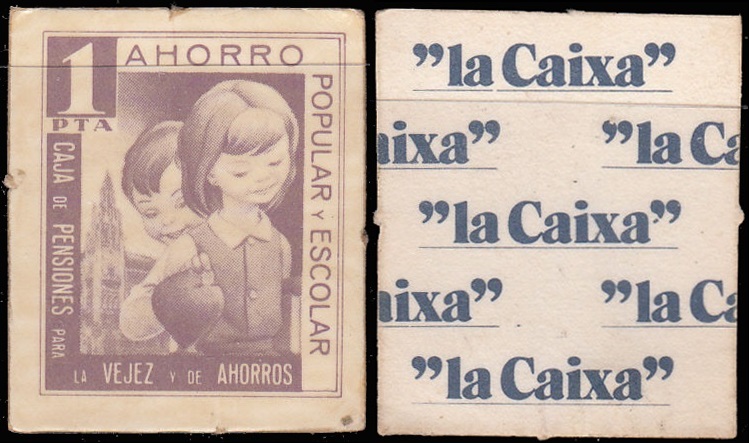 1
PTA
AHORRO
POPULAR Y ESCOLAR
CAJA DE PENSIONES PARA
LA VEJEZ Y DE AHORROS
”la Caixa”
aixa” ”la Ca
”la Caixa”
aixa” ”la Ca
”la Caixa”